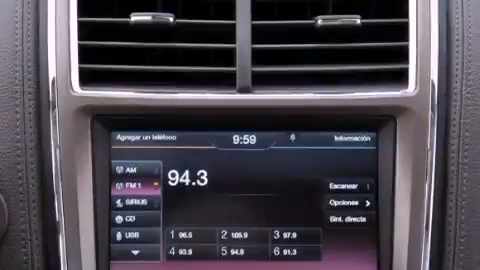 Agregar un teléfono 9:59 Información
AM
FM 1
94.3
SIRIUS
CD
USB
Escanear
Opciones >
Sint. directa
1 96.5 2 105.9 3 97.9
4 93.9 5 94.9 6 91.3